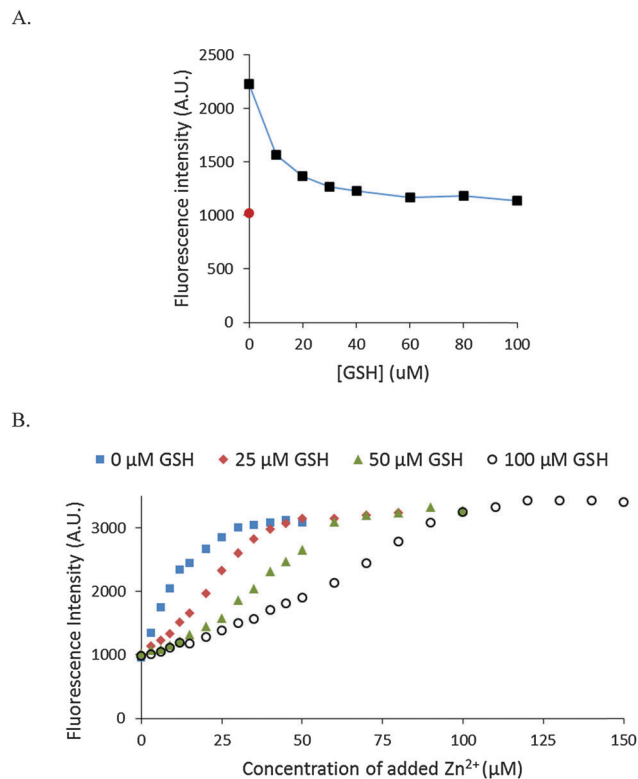 A.
2500
2000
1500
1000
500
0
0 20 40 60 80 100
Fluorescence intensity (A.U.)
[GSH] (uM)
B.
0 µM GSH 25 µM GSH 50 µM GSH 100 µM GSH
3000
2000
1000
0
0 25 50 75 100 125 150
Fluorescence Intensity (A.U.)
Concentration of added Zn²⁺(µM)